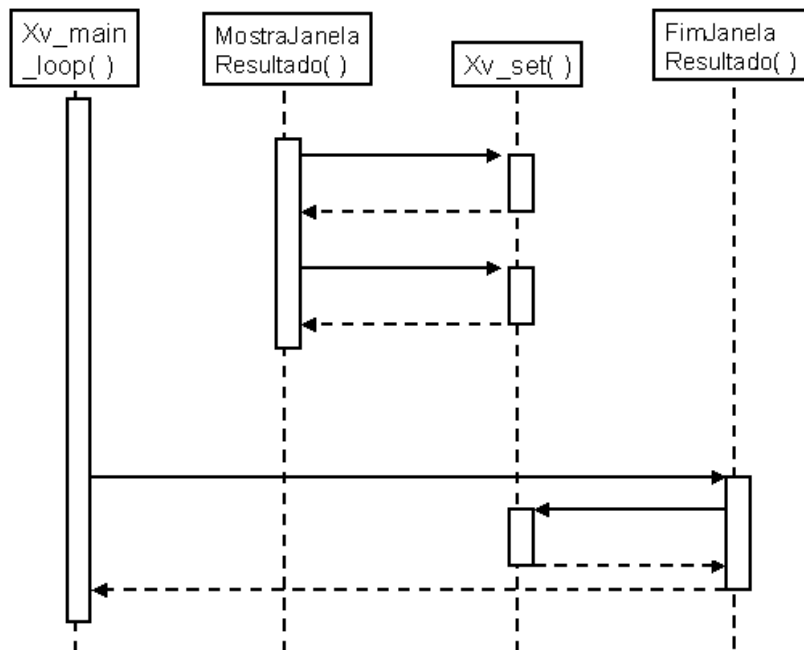 Xv_main
_loop( )
MostraJanela
Resultado( )
Xv_set( )
FimJanela
Resultado( )